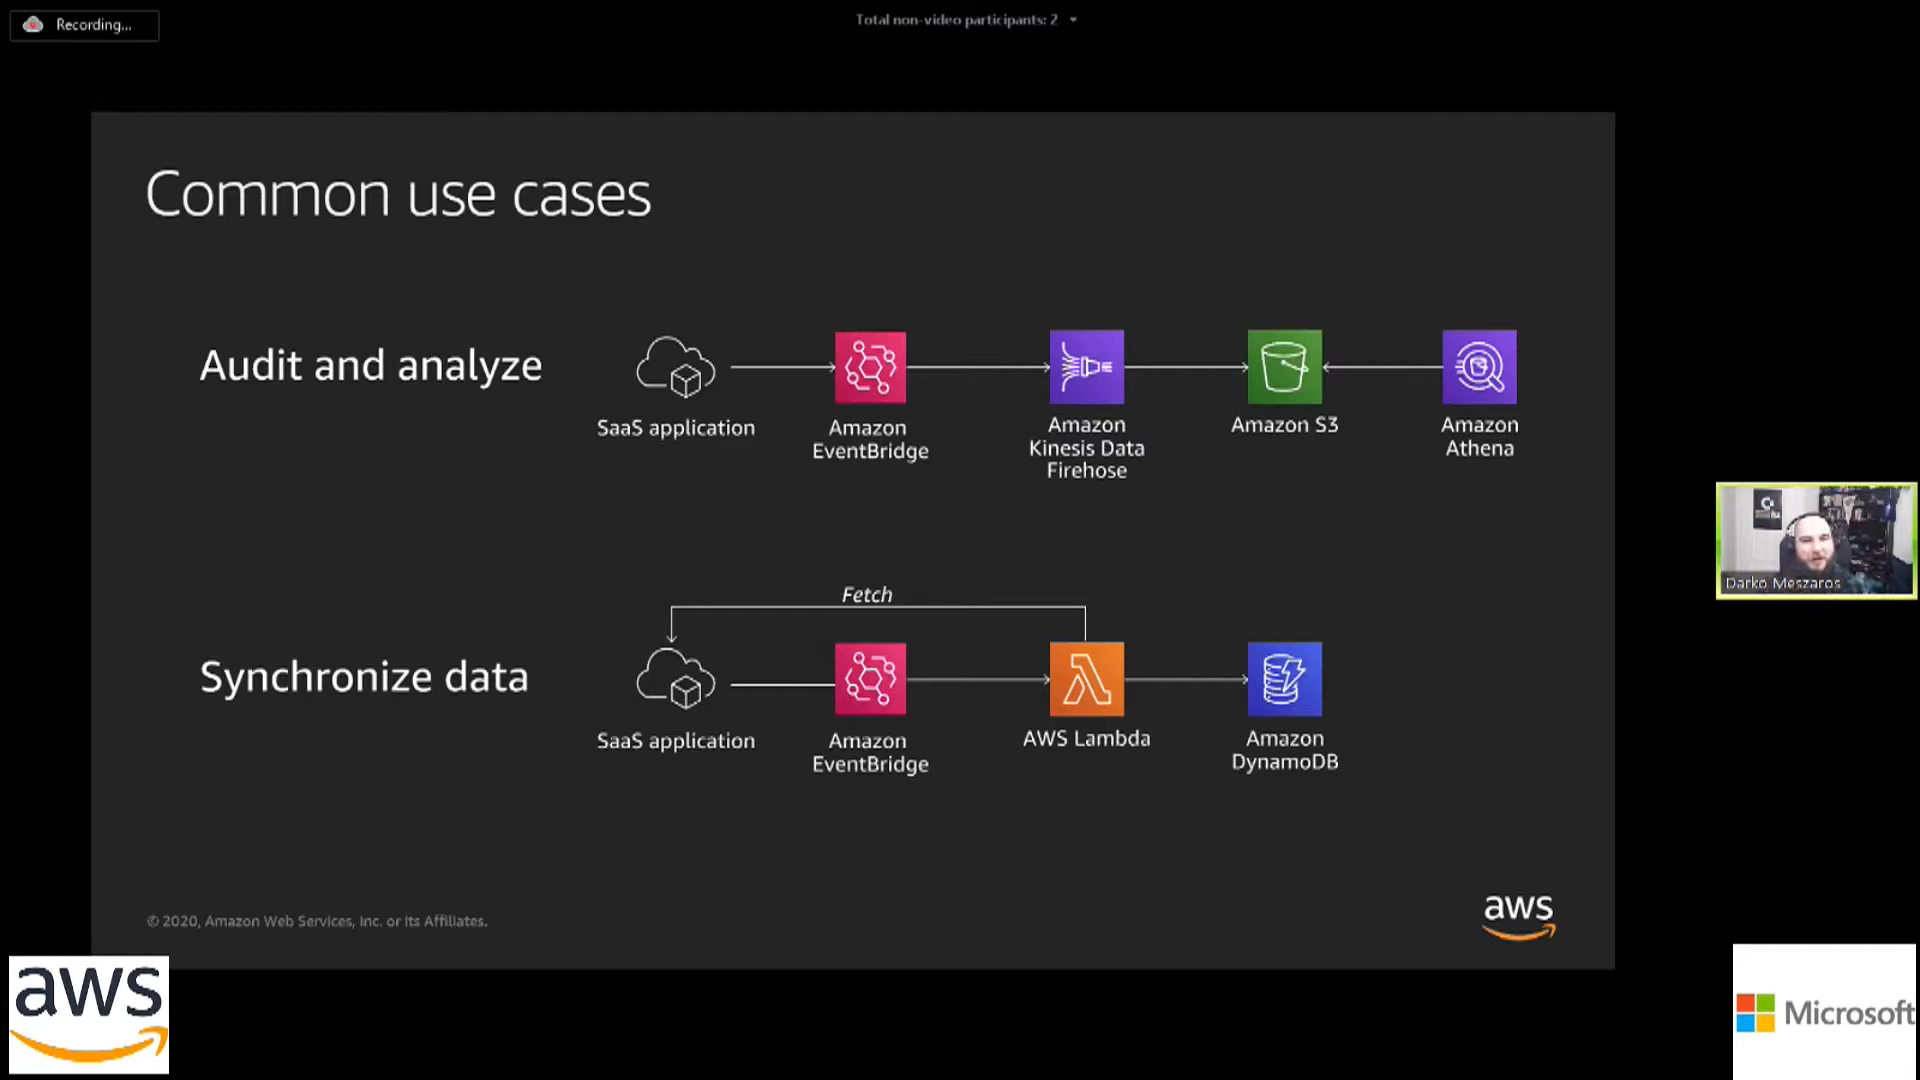 Recording...
Total non-video participants: 2
Common use cases
Audit and analyze
SaaS application
Amazon
EventBridge
Amazon
Kinesis Data
Firehose
Amazon S3
Amazon
Athena
Darko Meszaros
Fetch
Synchronize data
SaaS application
Amazon
EventBridge
AWS Lambda
Amazon
DynamoDB
© 2020, Amazon Web Services, Inc. or its Affiliates.
aws
aws
Microsoft